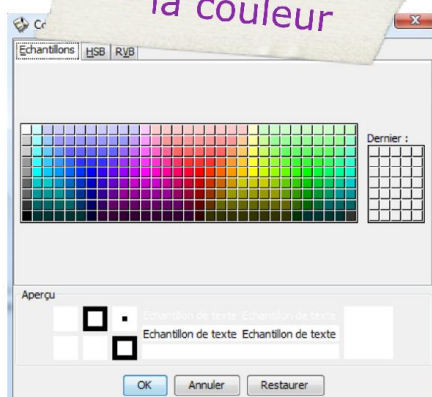 la couleur
Echantillons HSB RVB
Dernier :
Aperçu
Echantillon de texte Echantillon de texte
Echantillon de texte Echantillon de texte
OK Annuler Restaurer